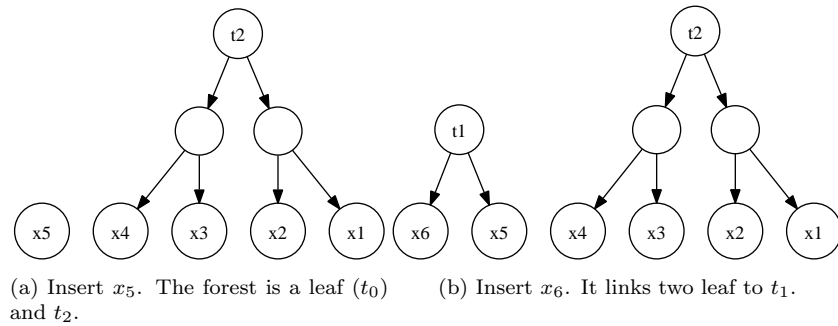 t2
t2
t1
x5 x4 x3 x2 x1
x6 x5 x4 x3 x2 x1
(a) Insert x₅. The forest is a leaf (t₀)
and t₂.
(b) Insert x₆. It links two leaf to t₁.